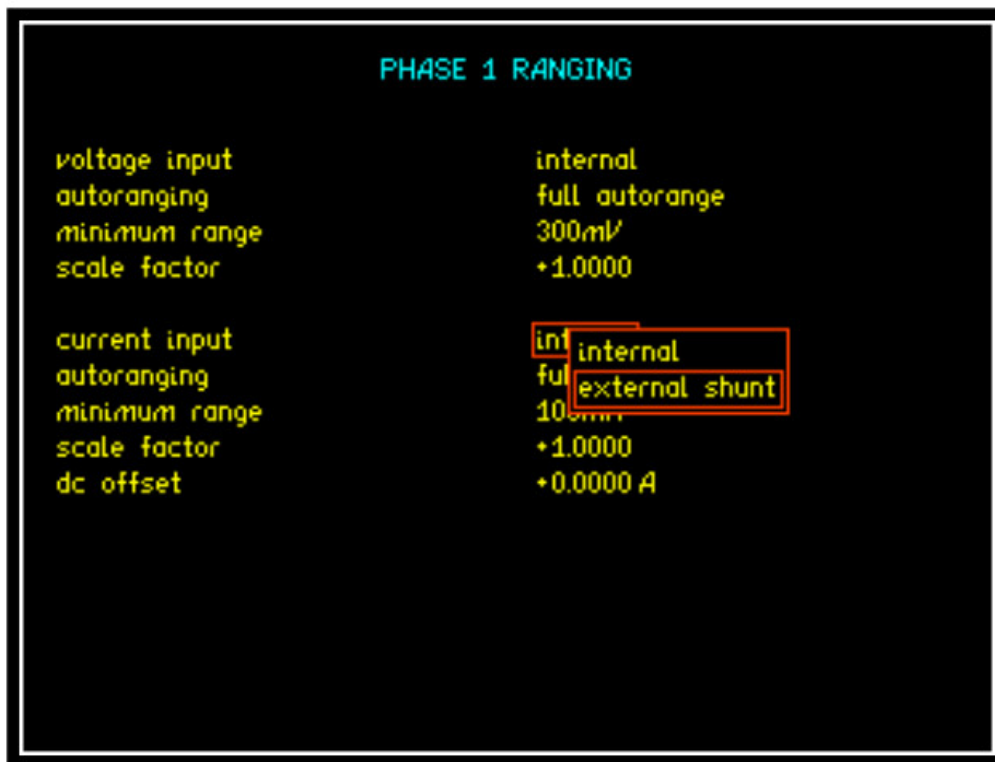 PHASE 1 RANGING
voltage input internal
autoranging full autorange
minimum range 300mV
scale factor +1.0000
current input
internal
autoranging
external shunt
minimum range
scale factor +1.0000
dc offset +0.0000 A